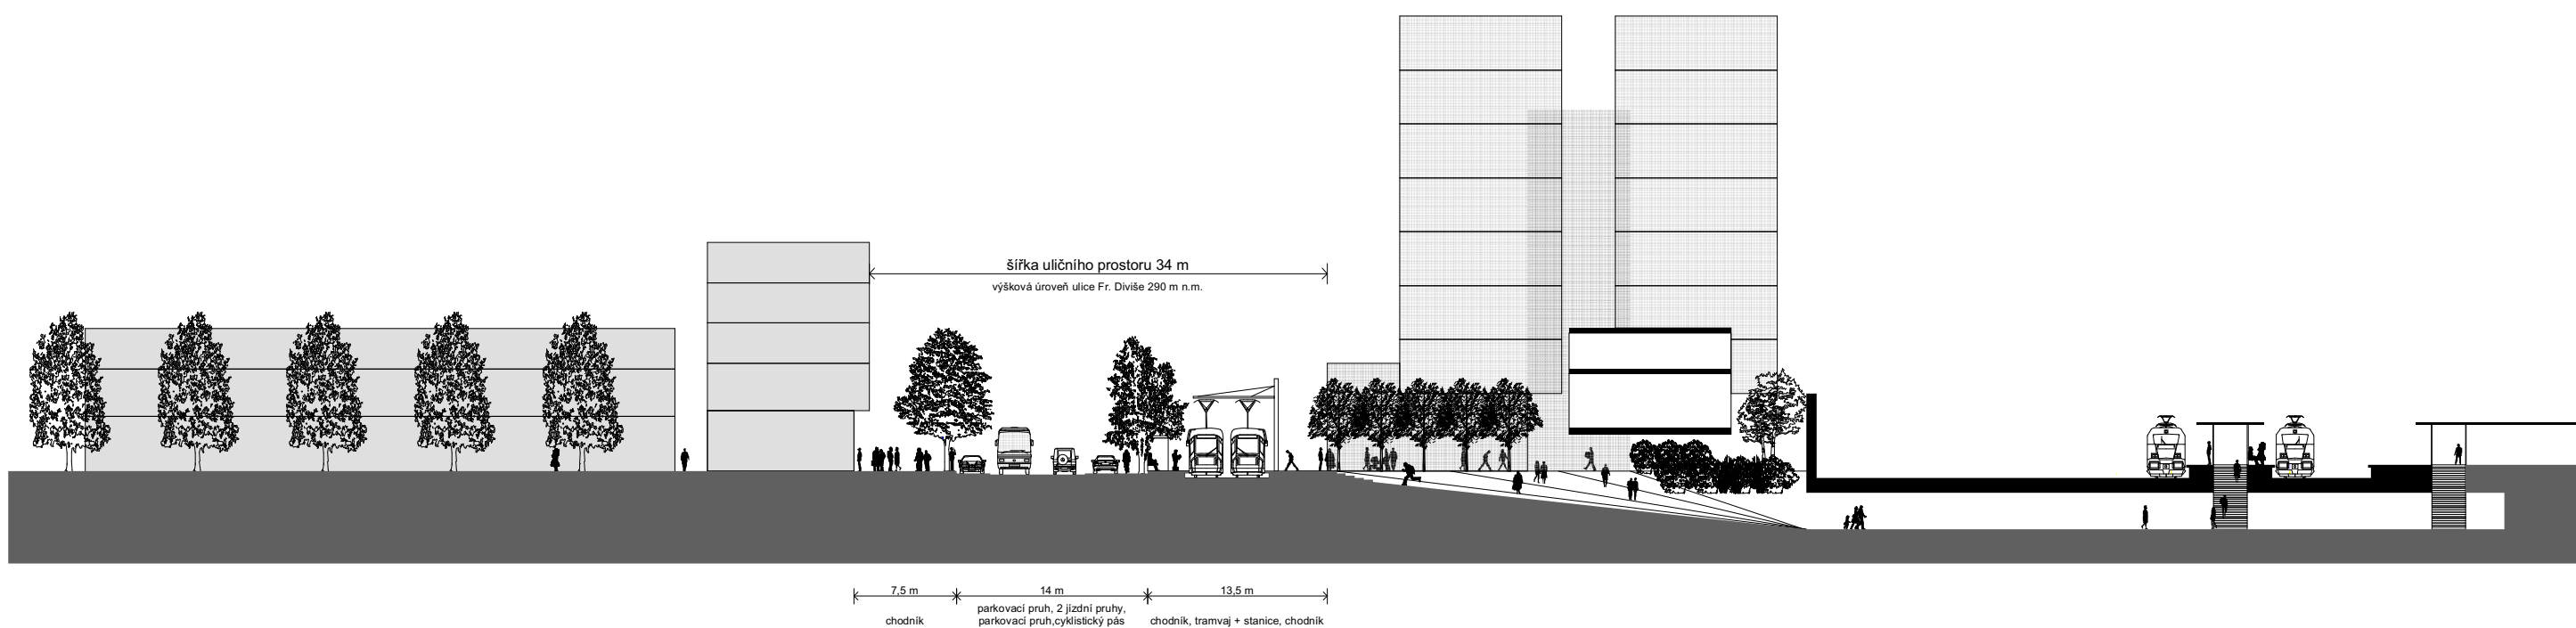 šířka uličního prostoru 34 m
výšková úroveň ulice Fr. Diviše 290 m n.m.
7,5 m
14 m
13,5 m
parkovací pruh, 2 jízdní pruhy,
chodník
parkovací pruh,cyklistický pás
chodník, tramvaj + stanice, chodník